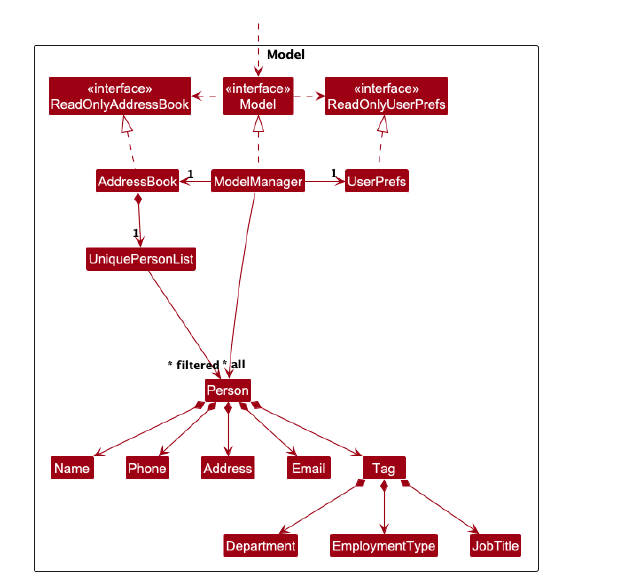 Model
«interface»
ReadOnlyAddressBook
«interface»
Model
«interface»
ReadOnlyUserPrefs
AddressBook
1
ModelManager
1
UserPrefs
1
UniquePersonList
* filtered * all
Person
Name
Phone
Address
Email
Tag
Department
EmploymentType
JobTitle